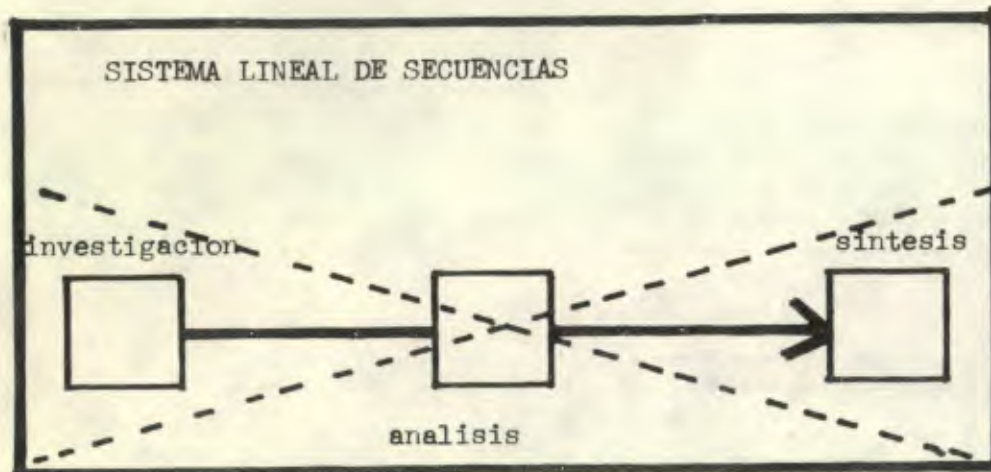 SISTEMA LINEAL DE SECUENCIAS
investigacion
sintesis
analisis